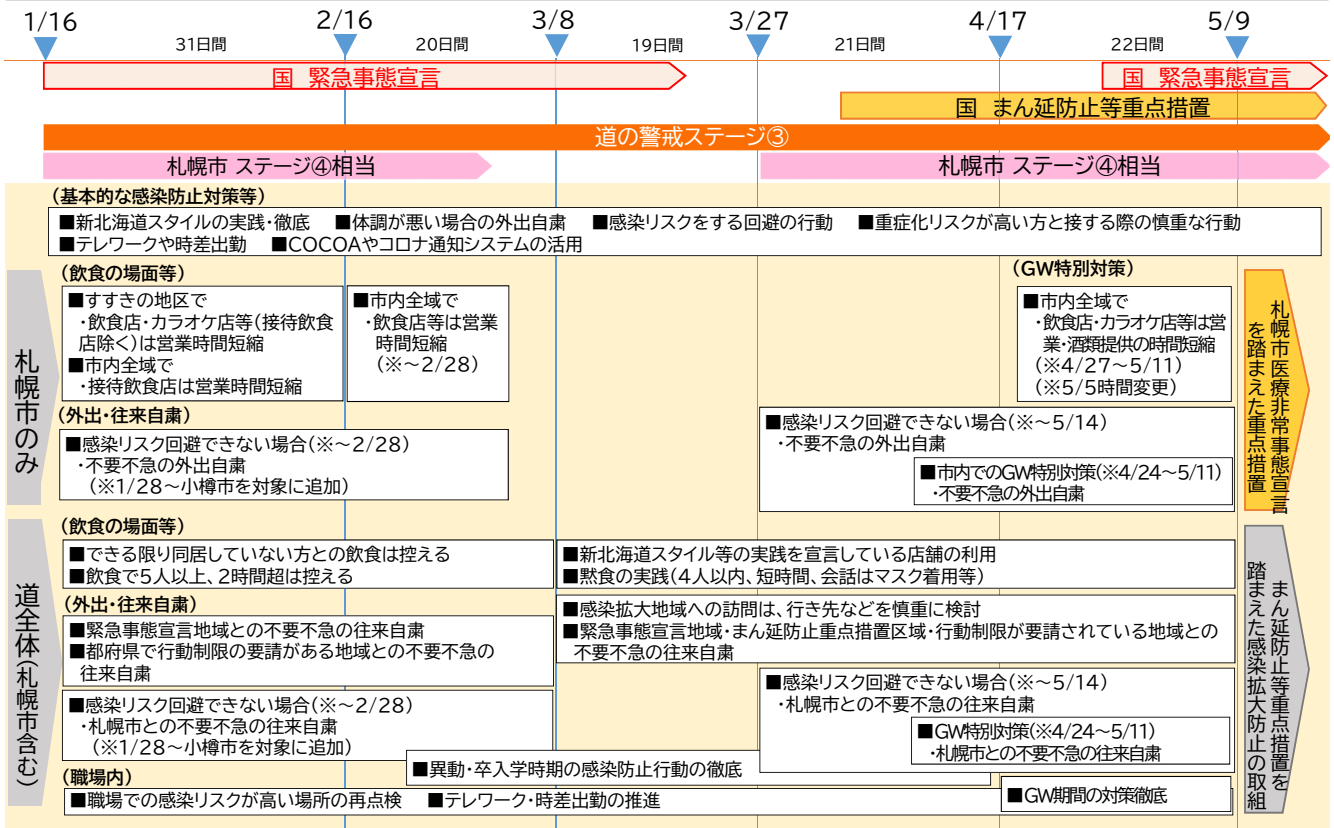 1/16
2/16
3/8
3/27
4/17
5/9
31日間
20日間
19日間
21日間
22日間
国 緊急事態宣言
国 緊急事態宣言
国 まん延防止等重点措置
道の警戒ステージ③
札幌市 ステージ④相当
札幌市 ステージ④相当
(基本的な感染防止対策等)
■新北海道スタイルの実践・徹底 ■体調が悪い場合の外出自粛 ■感染リスクをする回避の行動 ■重症化リスクが高い方と接する際の慎重な行動
■テレワークや時差出勤 ■COCOAやコロナ通知システムの活用
札幌市のみ
(飲食の場面等)
■すすきの地区で
・飲食店・カラオケ店等(接待飲食
店除く)は営業時間短縮
■市内全域で
・接待飲食店は営業時間短縮
■市内全域で
・飲食店等は営業
時間短縮
(※～2/28)
(GW特別対策)
■市内全域で
・飲食店・カラオケ店等は営
業・酒類提供の時間短縮
(※4/27～5/11)
(※5/5時間変更)
(外出・往来自粛)
■感染リスク回避できない場合(※～2/28)
・不要不急の外出自粛
(※1/28～小樽市を対象に追加)
■感染リスク回避できない場合(※～5/14)
・不要不急の外出自粛
■市内でのGW特別対策(※4/24～5/11)
・不要不急の外出自粛
札幌市医療非常事態宣言
を踏まえた重点措置
道全体(札幌市含む)
(飲食の場面等)
■できる限り同居していない方との飲食は控える
■飲食で5人以上、2時間超は控える
■新北海道スタイル等の実践を宣言している店舗の利用
■黙食の実践(4人以内、短時間、会話はマスク着用等)
(外出・往来自粛)
■緊急事態宣言地域との不要不急の往来自粛
■都府県で行動制限の要請がある地域との不要不急の
往来自粛
■感染拡大地域への訪問は、行き先などを慎重に検討
■緊急事態宣言地域・まん延防止重点措置区域・行動制限が要請されている地域との
不要不急の往来自粛
■感染リスク回避できない場合(※～2/28)
・札幌市との不要不急の往来自粛
(※1/28～小樽市を対象に追加)
■感染リスク回避できない場合(※～5/14)
・札幌市との不要不急の往来自粛
■GW特別対策(※4/24～5/11)
・札幌市との不要不急の往来自粛
■異動・卒入学時期の感染防止行動の徹底
(職場内)
■職場での感染リスクが高い場所の再点検 ■テレワーク・時差出勤の推進
■GW期間の対策徹底
まん延防止等重点措置を
踏まえた感染拡大防止の取組